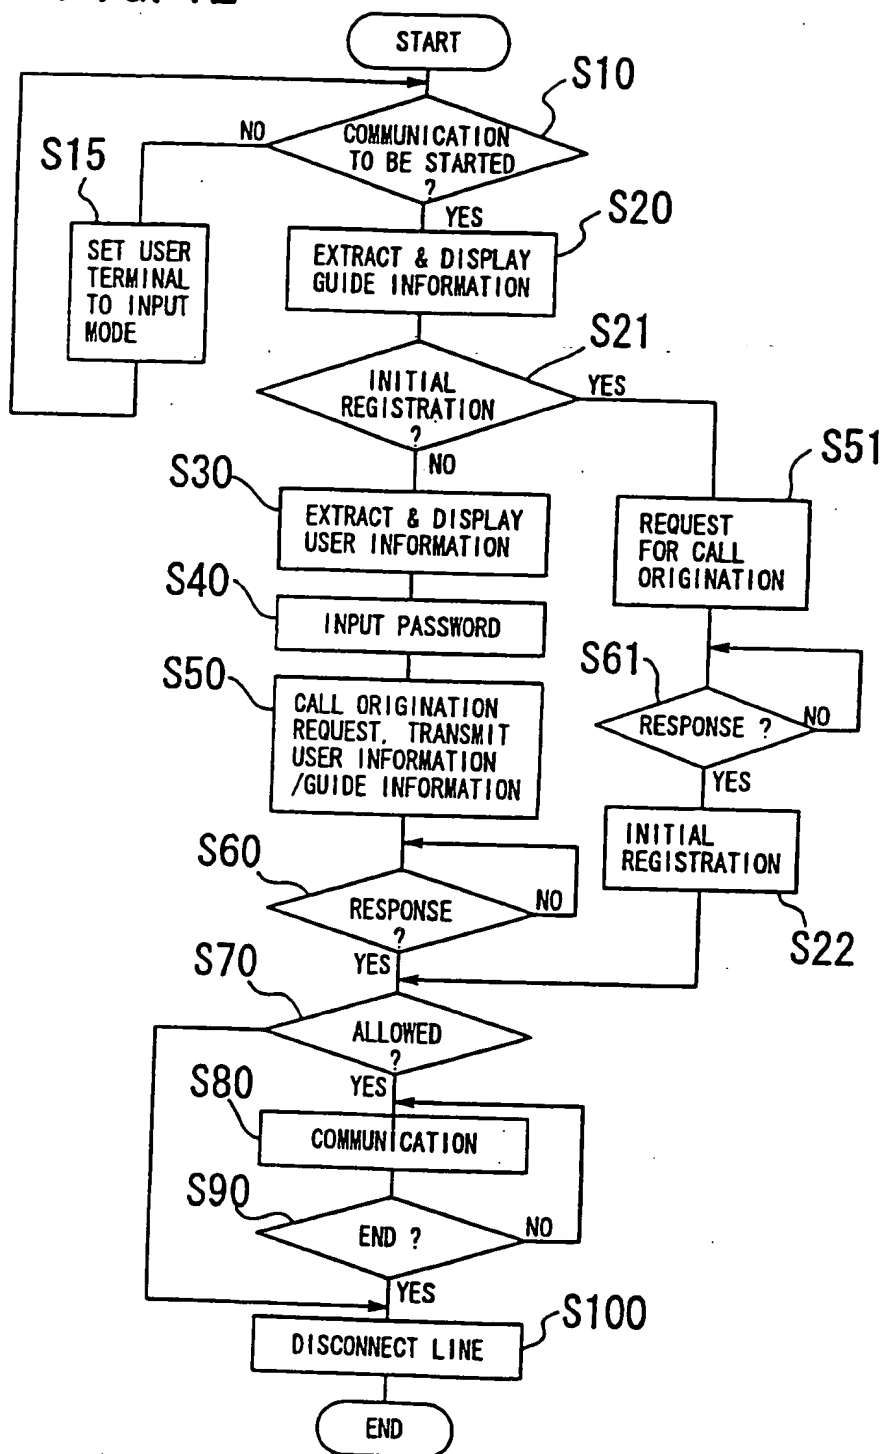 START
S10
COMMUNICATION
TO BE STARTED
?
NO
YES
S15
SET USER
TERMINAL
TO INPUT
MODE
S20
EXTRACT & DISPLAY
GUIDE INFORMATION
S21
INITIAL
REGISTRATION
?
YES
NO
S30
EXTRACT & DISPLAY
USER INFORMATION
S51
REQUEST
FOR CALL
ORIGINATION
S40
INPUT PASSWORD
S50
CALL ORIGINATION
REQUEST, TRANSMIT
USER INFORMATION
/GUIDE INFORMATION
S61
RESPONSE ?
NO
YES
INITIAL
REGISTRATION
S22
S60
RESPONSE
?
NO
YES
S70
ALLOWED
?
YES
S80
COMMUNICATION
S90
END ?
NO
YES
S100
DISCONNECT LINE
END